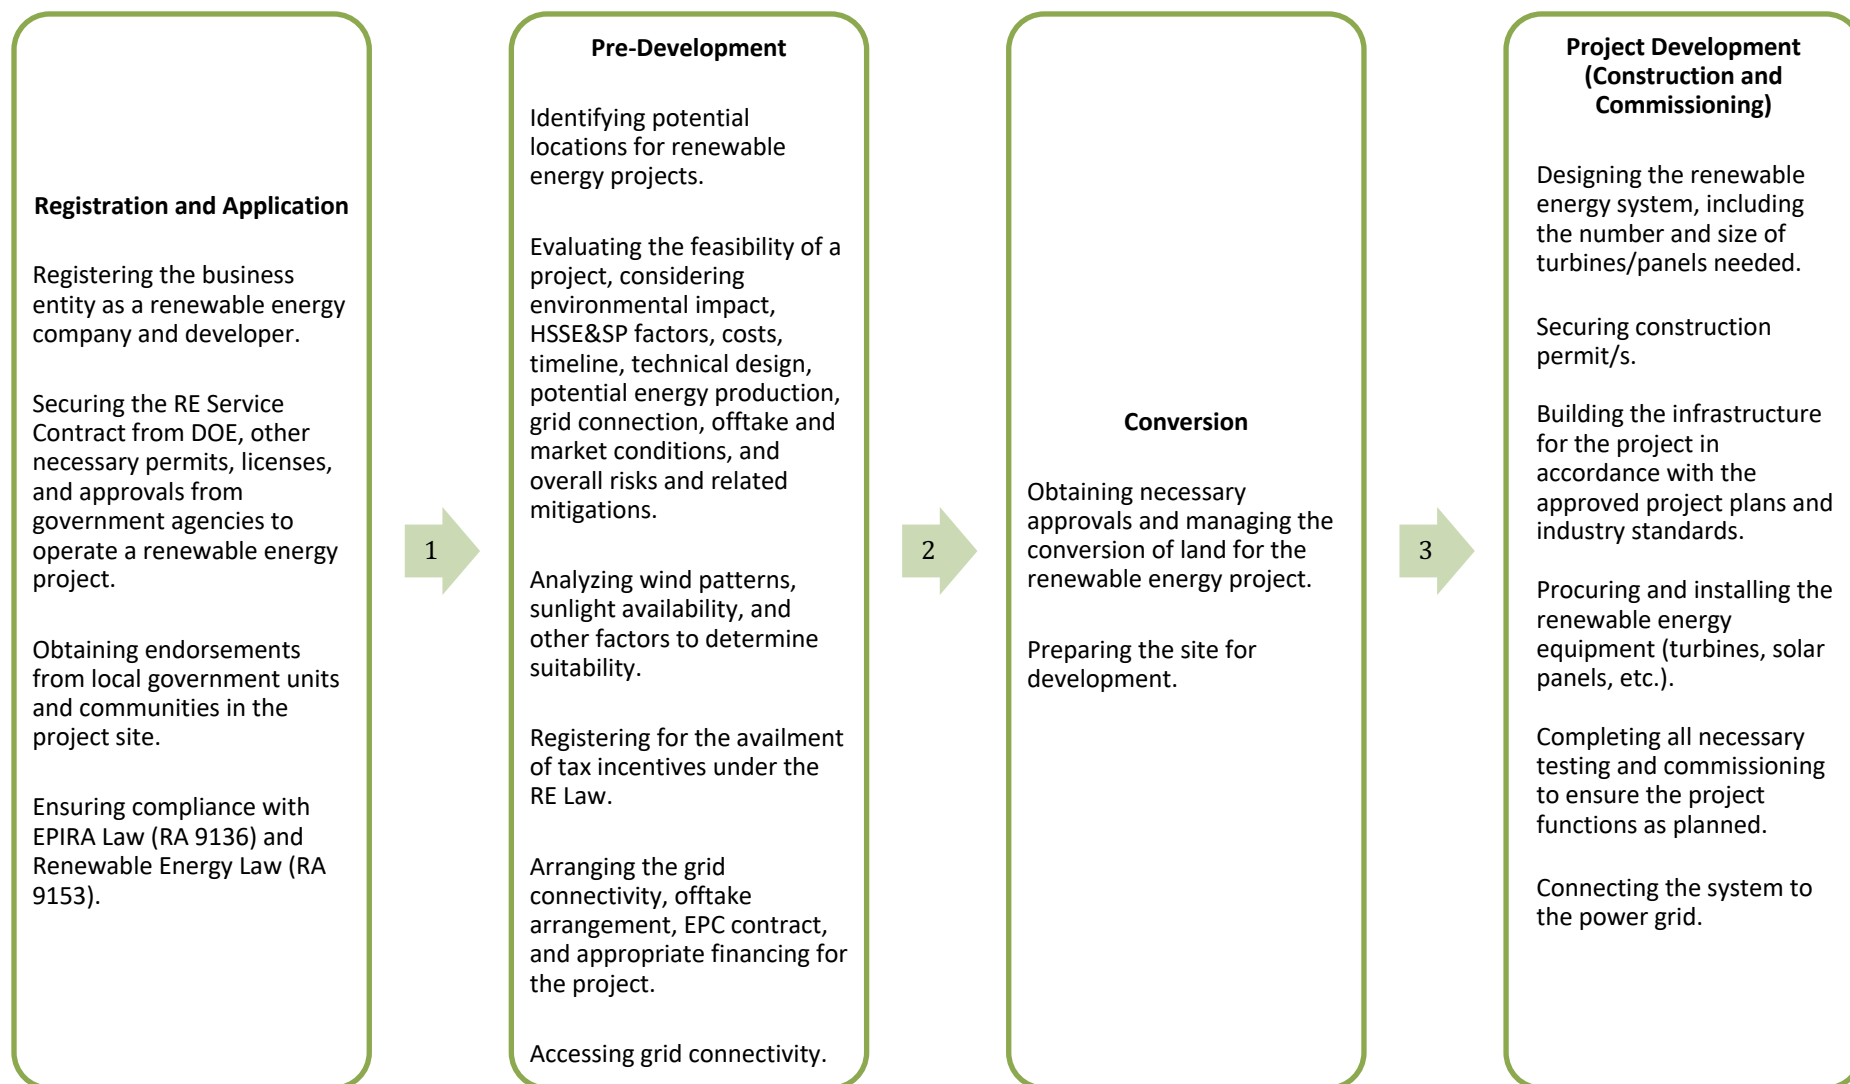 Registration and Application
Registering the business
entity as a renewable energy
company and developer.
Securing the RE Service
Contract from DOE, other
necessary permits, licenses,
and approvals from
government agencies to
operate a renewable energy
project.
Obtaining endorsements
from local government units
and communities in the
project site.
Ensuring compliance with
EPIRA Law (RA 9136) and
Renewable Energy Law (RA
9153).
1
Pre-Development
Identifying potential
locations for renewable
energy projects.
Evaluating the feasibility of a
project, considering
environmental impact,
HSSE&SP factors, costs,
timeline, technical design,
potential energy production,
grid connection, offtake and
market conditions, and
overall risks and related
mitigations.
Analyzing wind patterns,
sunlight availability, and
other factors to determine
suitability.
Registering for the availment
of tax incentives under the
RE Law.
Arranging the grid
connectivity, offtake
arrangement, EPC contract,
and appropriate financing for
the project.
Accessing grid connectivity.
2
Conversion
Obtaining necessary
approvals and managing the
conversion of land for the
renewable energy project.
Preparing the site for
development.
3
Project Development
(Construction and
Commissioning)
Designing the renewable
energy system, including
the number and size of
turbines/panels needed.
Securing construction
permit/s.
Building the infrastructure
for the project in
accordance with the
approved project plans and
industry standards.
Procuring and installing the
renewable energy
equipment (turbines, solar
panels, etc.).
Completing all necessary
testing and commissioning
to ensure the project
functions as planned.
Connecting the system to
the power grid.